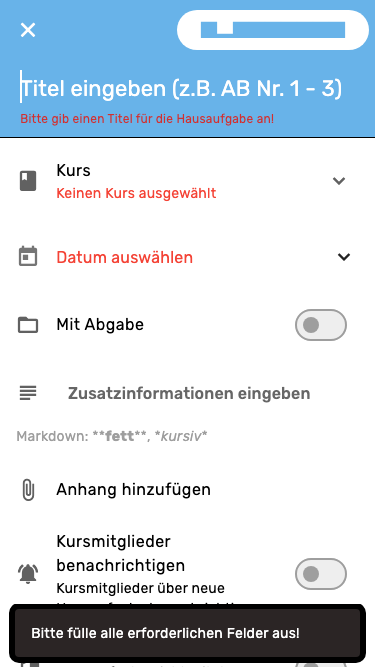 Titel eingeben (z.B. AB Nr. 1 - 3)
Bitte gib einen Titel für die Hausaufgabe an!
Kurs
Keinen Kurs ausgewählt
Datum auswählen
Mit Abgabe
Zusatzinformationen eingeben
Markdown: **fett**, *kursiv*
Anhang hinzufügen
Kursmitglieder
benachrichtigen
Kursmitglieder über neue
Bitte fülle alle erforderlichen Felder aus!